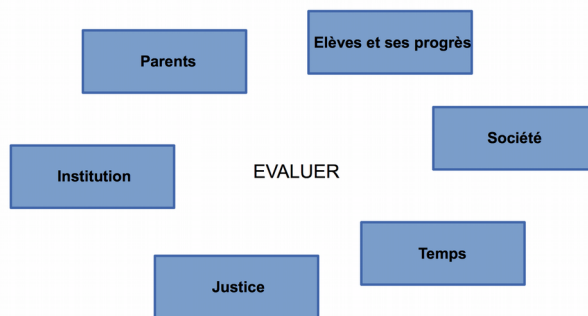 Elèves et ses progrès
Parents
Société
EVALUER
Institution
Temps
Justice